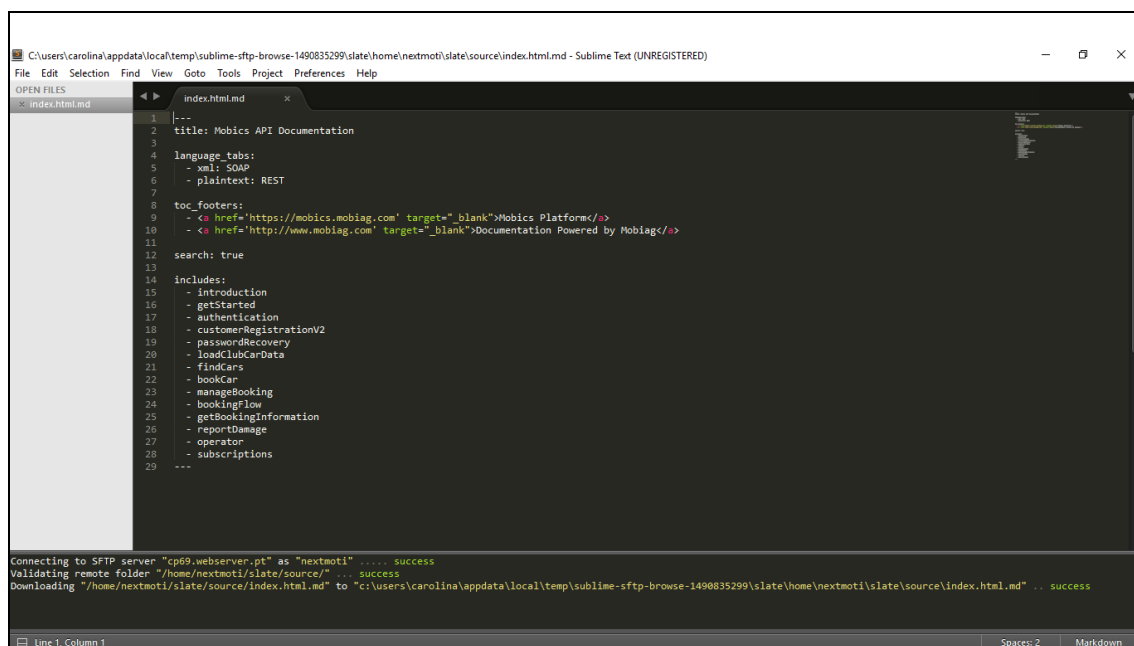 C:\users\carolina\appdata\local\temp\sublime-sftp-browse-1490835299\slate\home\nextmoti\slate\source\index.html.md - Sublime Text (UNREGISTERED)
File Edit Selection Find View Goto Tools Project Preferences Help
OPEN FILES
× index.html.md
index.html.md ×
1 ---
2 title: Mobics API Documentation
3
4 language_tabs:
5   - xml: SOAP
6   - plaintext: REST
7
8 toc_footers:
9   - <a href='https://mobics.mobiag.com' target="_blank">Mobics Platform</a>
10   - <a href='http://www.mobiag.com' target="_blank">Documentation Powered by Mobiag</a>
11
12 search: true
13
14 includes:
15   - introduction
16   - getStarted
17   - authentication
18   - customerRegistrationV2
19   - passwordRecovery
20   - loadClubCarData
21   - findCars
22   - bookCar
23   - manageBooking
24   - bookingFlow
25   - getBookingInformation
26   - reportDamage
27   - operator
28   - subscriptions
29 ---
Connecting to SFTP server "cp69.webserver.pt" as "nextmoti" ..... success
Validating remote folder "/home/nextmoti/slate/source/" ... success
Downloading "/home/nextmoti/slate/source/index.html.md" to "c:\users\carolina\appdata\local\temp\sublime-sftp-browse-1490835299\slate\home\nextmoti\slate\source\index.html.md" .. success
Line 1, Column 1 Spaces: 2 Markdown